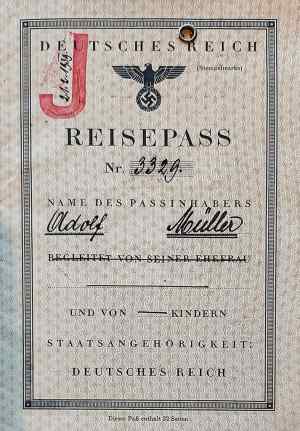 DEUTSCHES REICH
J
(Stempelmarke)
REISEPASS
Nr. 3329.
NAME DES PASSINHABERS
Adolf Müller
BEGLEITET VON SEINER EHEFRAU
UND VON — KINDERN
STAATSANGEHÖRIGKEIT:
DEUTSCHES REICH
Dieser Paß enthält 32 Seiten